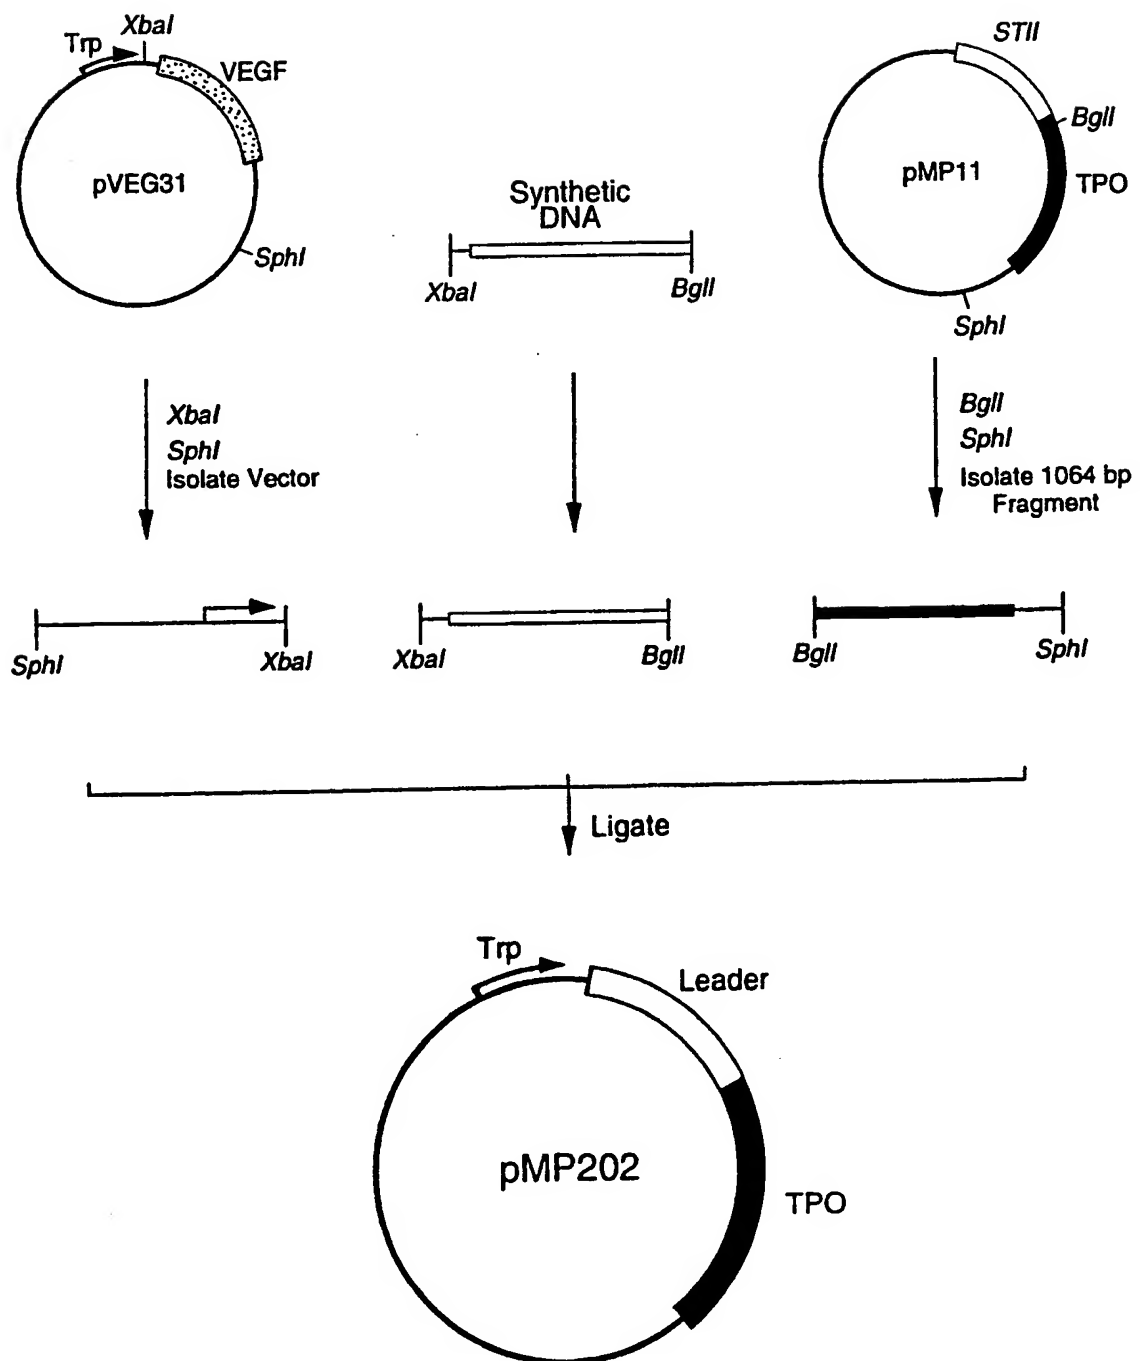 XbaI
Trp
VEGF
pVEG31
SphI
Synthetic
DNA
XbaI
BglI
STII
BglI
pMP11
TPO
SphI
XbaI
SphI
Isolate Vector
BglI
SphI
Isolate 1064 bp
Fragment
SphI
XbaI
XbaI
BglI
BglI
SphI
Ligate
Trp
Leader
pMP202
TPO